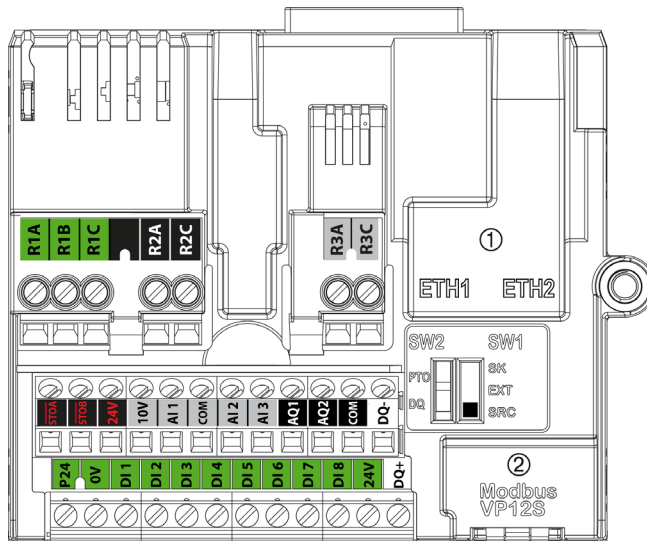 R1A R1B R1C R2A R2C R3A R3C
①
ETH1 ETH2
SW2 SW1
PTO SK
EXT
DQ SRC
STOA STOB 24V 10V AI1 COM AI2 AI3 AQ1 AQ2 COM DQ-
P24 0V DI1 DI2 DI3 DI4 DI5 DI6 DI7 DI8 24V DQ+
②
Modbus
VP12S